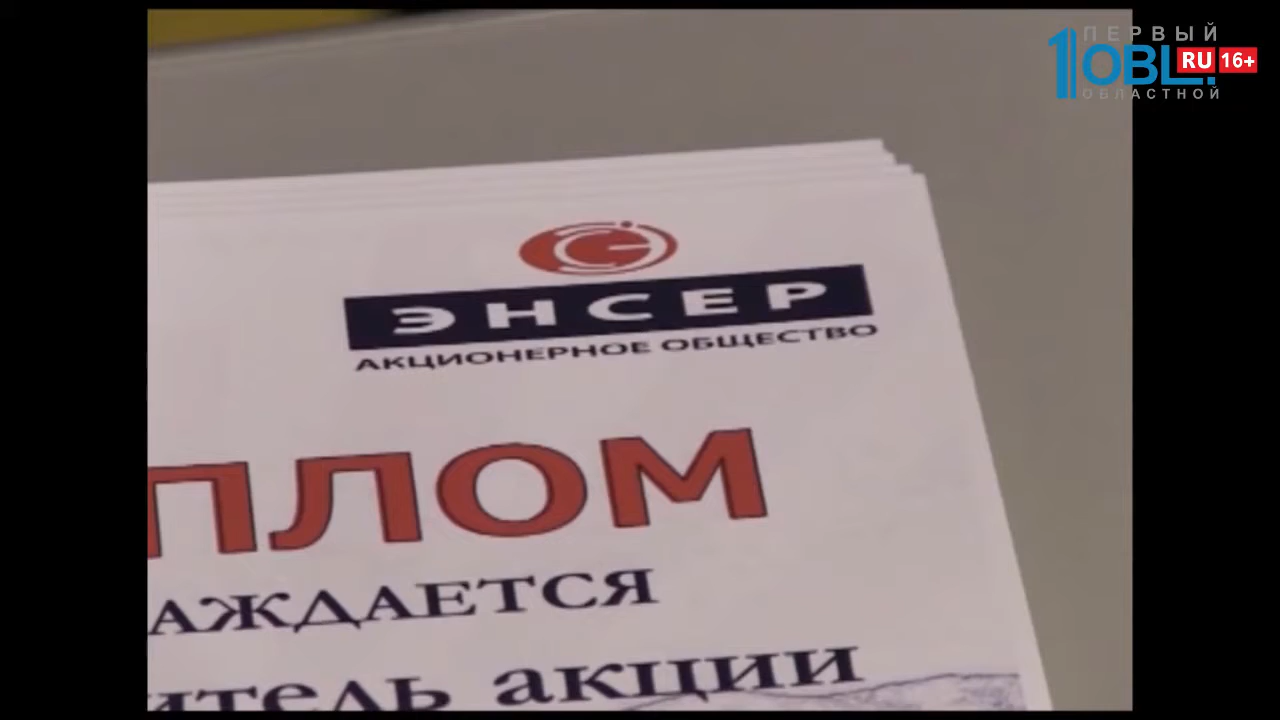 ПЕРВЫЙ
1OBL.RU 16+
ОБЛАСТНОЙ
ЭНСЕР
АКЦИОНЕРНОЕ ОБЩЕСТВО
ПЛОМ
АЖДАЕТСЯ
итель акции